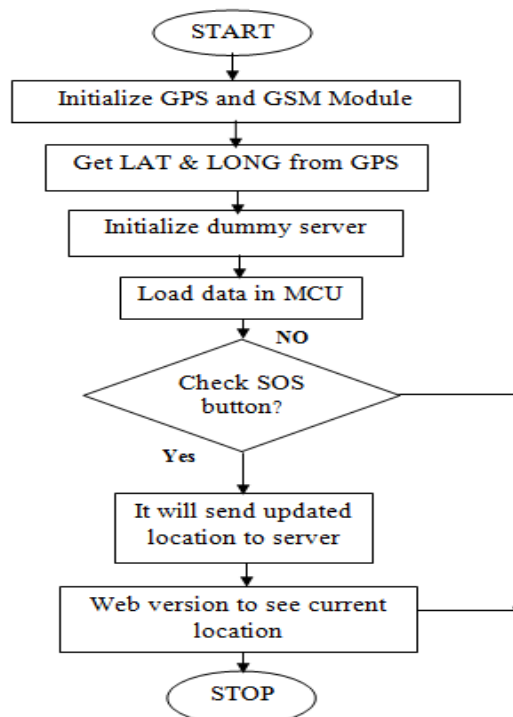 START
Initialize GPS and GSM Module
Get LAT & LONG from GPS
Initialize dummy server
Load data in MCU
NO
Check SOS
button?
Yes
It will send updated
location to server
Web version to see current
location
STOP